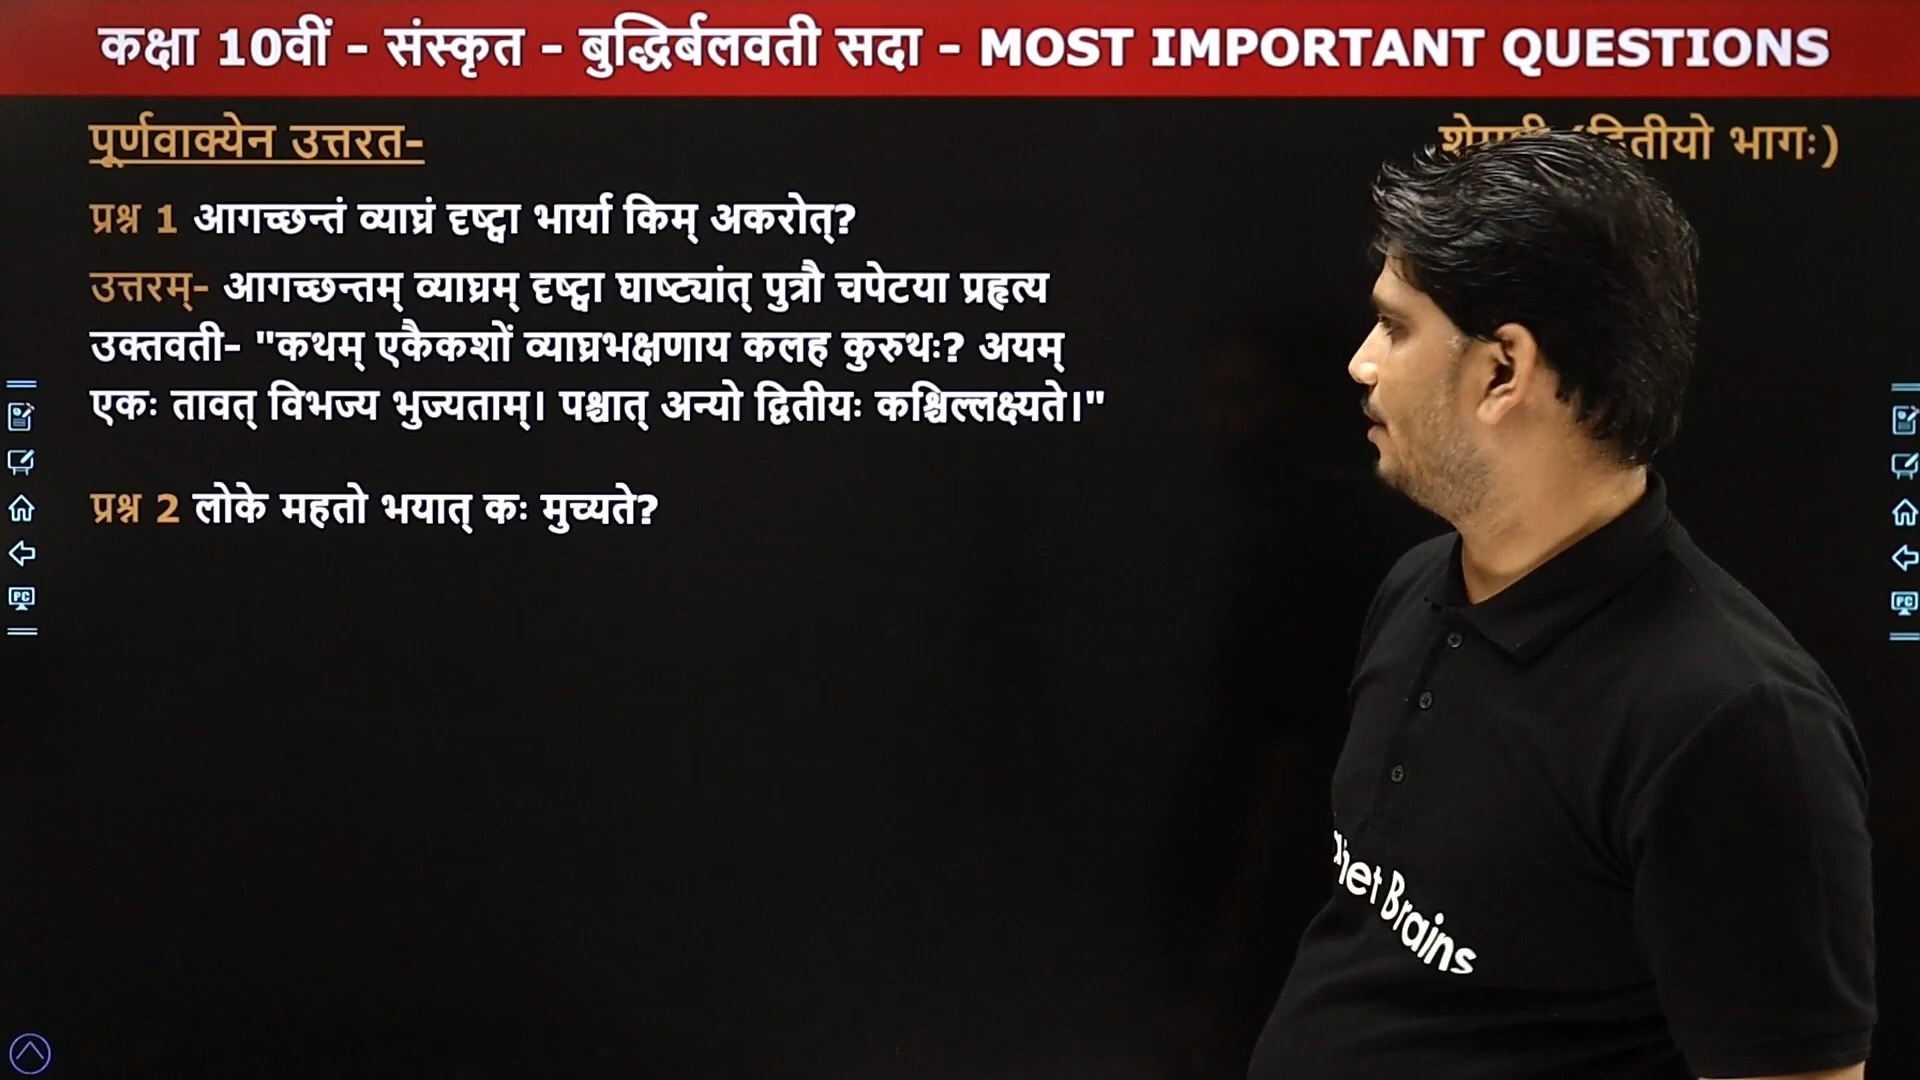 कक्षा 10वीं - संस्कृत - बुद्धिर्बलवती सदा - MOST IMPORTANT QUESTIONS
पूर्णवाक्येन उत्तरत-
भागः)
प्रश्न 1 आगच्छन्तं व्याघ्रं दृष्ट्वा भार्या किम् अकरोत्?
उत्तरम्- आगच्छन्तम् व्याघ्रम् दृष्ट्वा घाष्ट्यांत् पुत्रौ चपेटया प्रहृत्य
उक्तवती- "कथम् एकैकशों व्याघ्रभक्षणाय कलह कुरुथः? अयम्
एकः तावत् विभज्य भुज्यताम्। पश्चात् अन्यो द्वितीयः कश्चिल्लक्ष्यते।"
प्रश्न 2 लोके महतो भयात् कः मुच्यते?
PC
PC
Brains